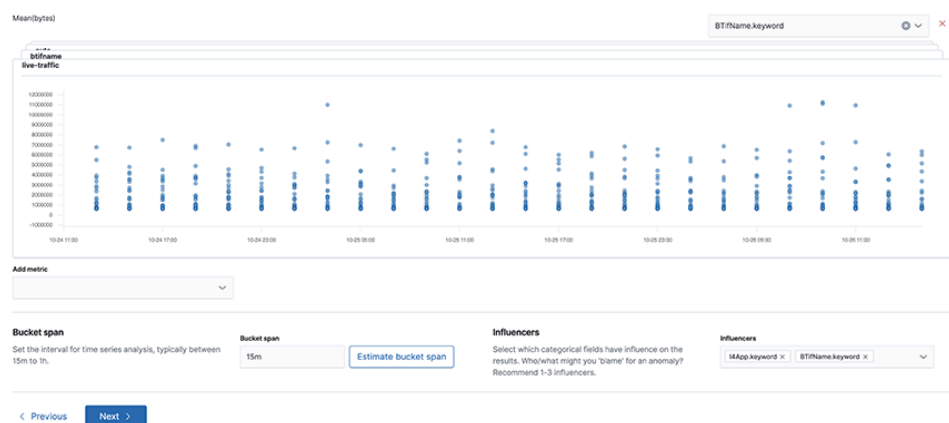 Mean(bytes)
BTifName.keyword
btifname
live-traffic
12000000
11000000
10000000
9000000
8000000
7000000
6000000
5000000
4000000
3000000
2000000
1000000
0
-1000000
10-24 11:00
10-24 17:00
10-24 23:00
10-25 05:00
10-25 11:00
10-25 17:00
10-25 23:00
10-26 05:00
10-26 11:00
Add metric
Bucket span
Set the interval for time series analysis, typically between
15m to 1h.
Bucket span
15m
Estimate bucket span
Influencers
Select which categorical fields have influence on the
results. Who/what might you 'blame' for an anomaly?
Recommend 1-3 influencers.
Influencers
l4App.keyword ×
BTifName.keyword ×
< Previous
Next >